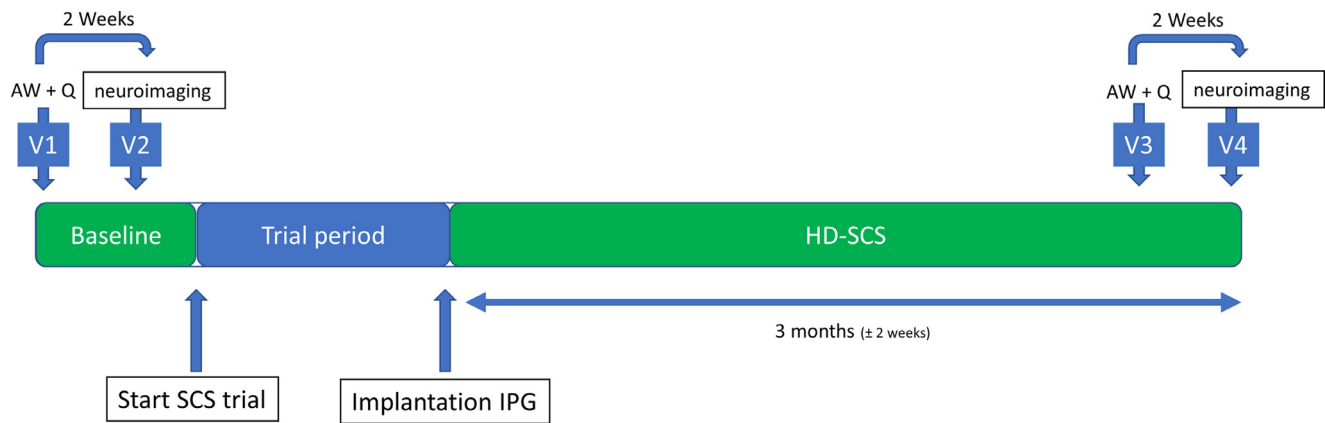 2 Weeks
2 Weeks
AW + Q
neuroimaging
AW + Q
neuroimaging
V1
V2
V3
V4
Baseline
Trial period
HD-SCS
3 months (± 2 weeks)
Start SCS trial
Implantation IPG